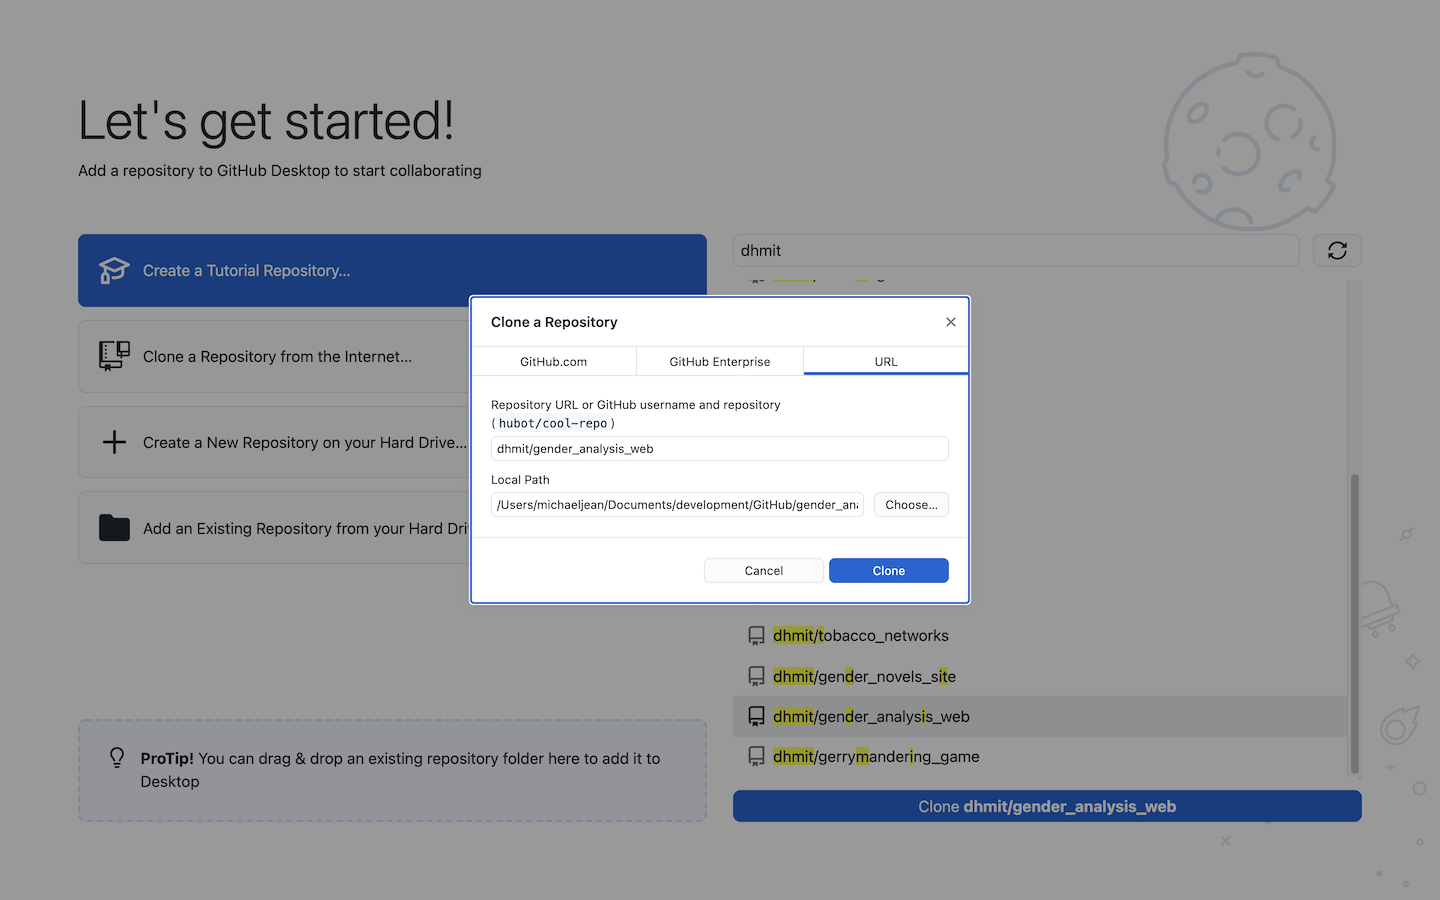 Let's get started!
Add a repository to GitHub Desktop to start collaborating
Create a Tutorial Repository...
Clone a Repository from the Internet...
Create a New Repository on your Hard Drive...
Add an Existing Repository from your Hard Dri
ProTip! You can drag & drop an existing repository folder here to add it to
Desktop
dhmit
Clone a Repository
GitHub.com
GitHub Enterprise
URL
Repository URL or GitHub username and repository
(hubot/cool-repo)
dhmit/gender_analysis_web
Local Path
/Users/michaeljean/Documents/development/GitHub/gender_ana
Choose...
Cancel
Clone
dhmit/tobacco_networks
dhmit/gender_novels_site
dhmit/gender_analysis_web
dhmit/gerrymandering_game
Clone dhmit/gender_analysis_web